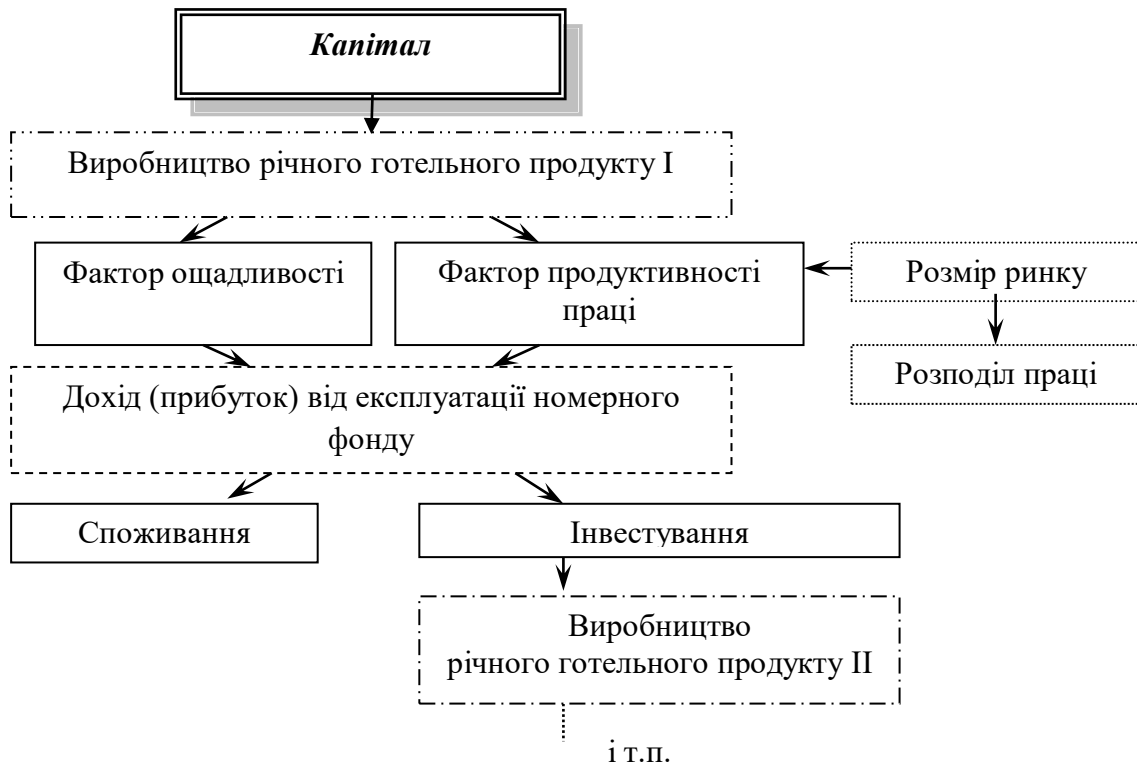 Капітал
Виробництво річного готельного продукту I
Фактор ощадливості
Фактор продуктивності
праці
Розмір ринку
Розподіл праці
Дохід (прибуток) від експлуатації номерного
фонду
Споживання
Інвестування
Виробництво
річного готельного продукту II
і т.п.